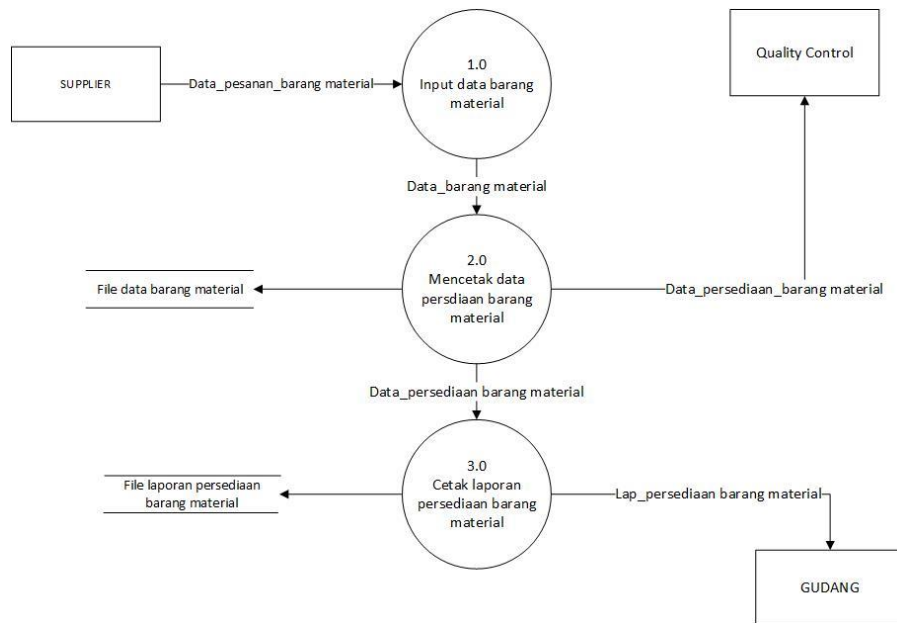 SUPPLIER
Data_pesanan_barang material
1.0
Input data barang
material
Quality Control
Data_barang material
File data barang material
2.0
Mencetak data
persdiaan barang
material
Data_persediaan_barang material
Data_persediaan barang material
File laporan persediaan
barang material
3.0
Cetak laporan
persediaan barang
material
Lap_persediaan barang material
GUDANG